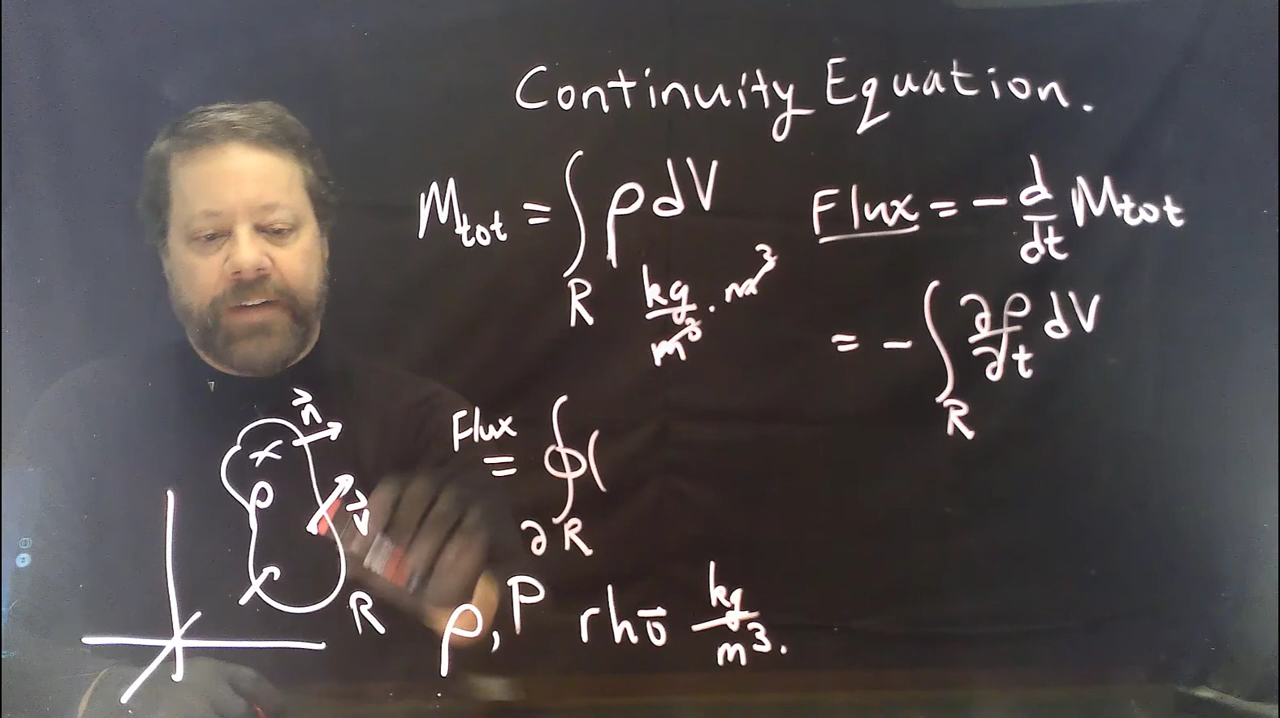 Continuity Equation.
M_tot = ∫_R ρ dV
kg/m³ · m³
Flux = - d/dt M_tot
= - ∫_R ∂ρ/∂t dV
Flux = ∮_∂R (
n⃗
x
ρ
v⃗
R
ρ, P rho kg/m³.